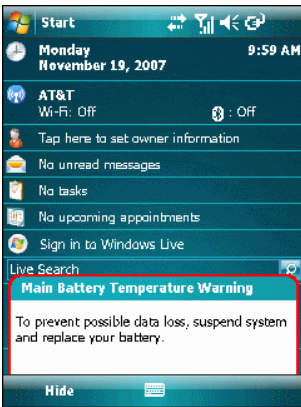 Start
Monday 9:59 AM
November 19, 2007
AT&T
Wi-Fi: Off : Off
Tap here to set owner information
No unread messages
No tasks
No upcoming appointments
Sign in to Windows Live
Live Search
Main Battery Temperature Warning
To prevent possible data loss, suspend system
and replace your battery.
Hide